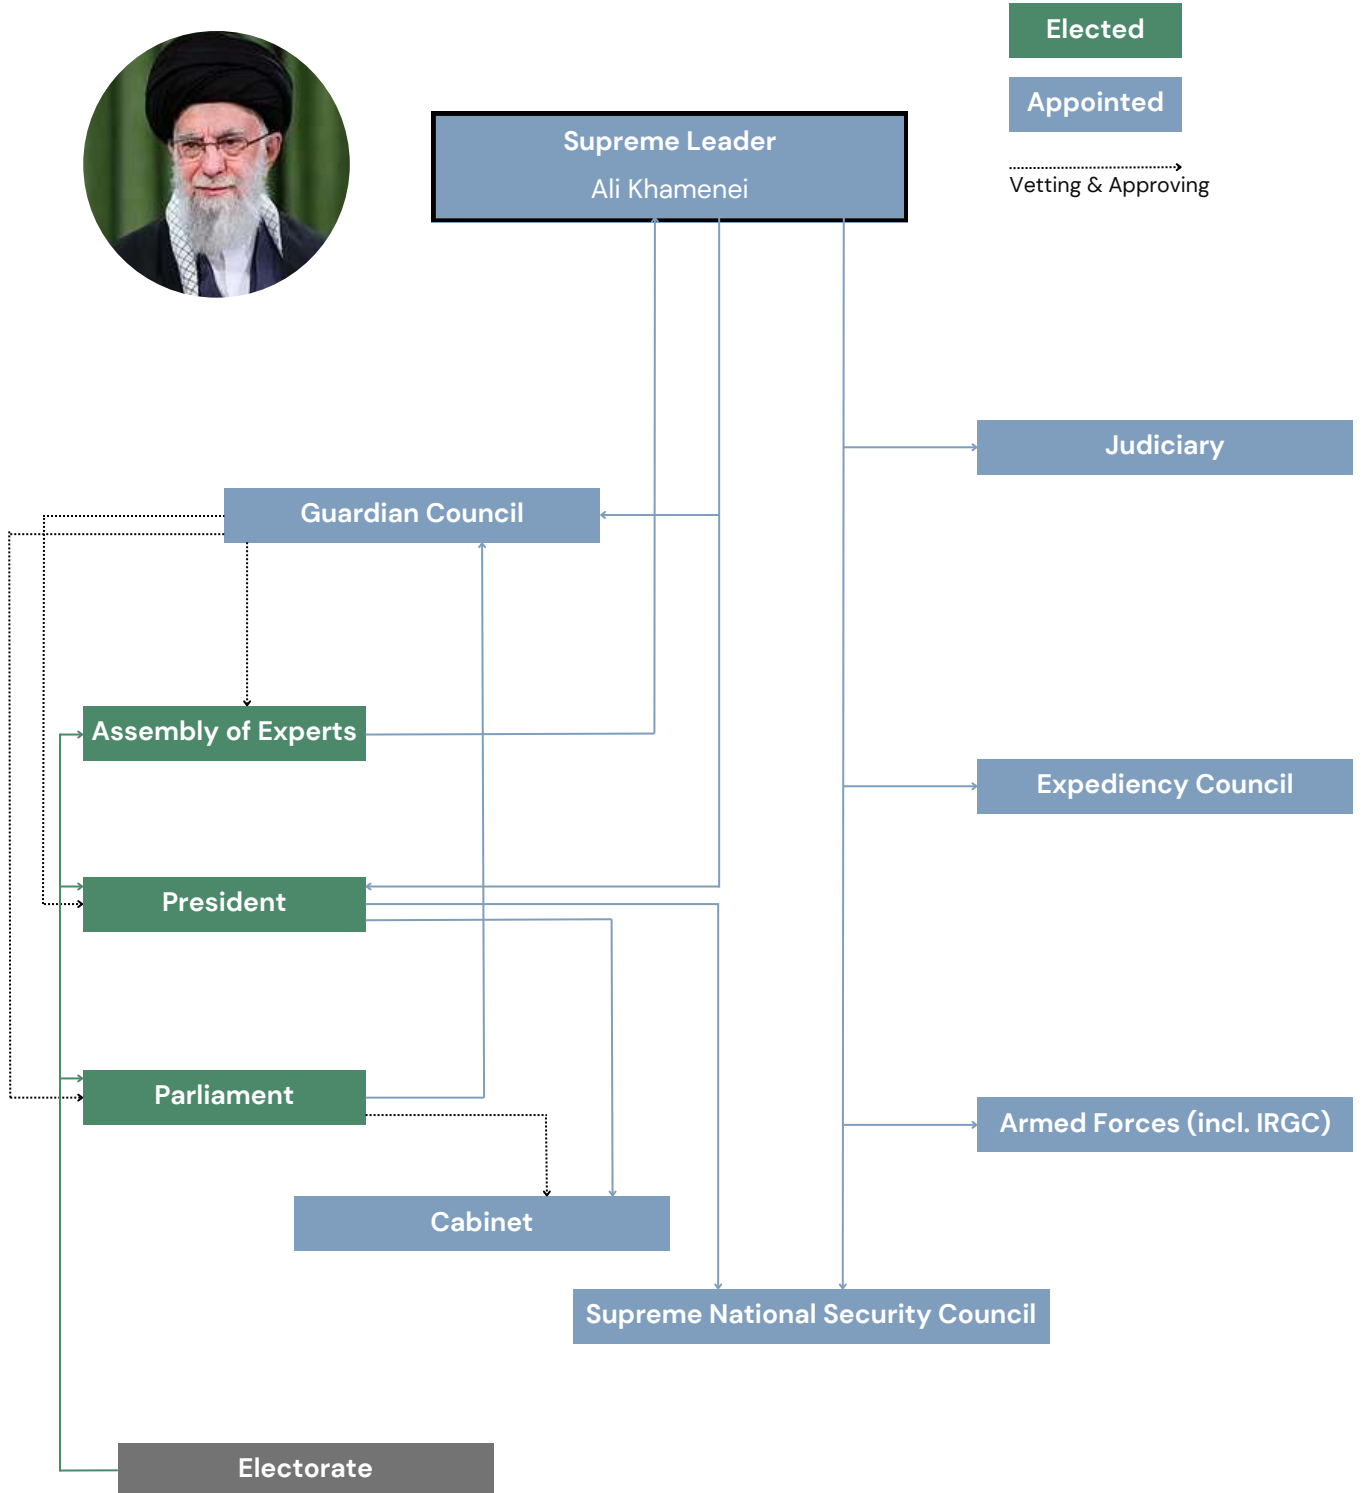 Elected
Appointed
Vetting & Approving
Supreme Leader
Ali Khamenei
Judiciary
Guardian Council
Assembly of Experts
Expediency Council
President
Parliament
Armed Forces (incl. IRGC)
Cabinet
Supreme National Security Council
Electorate